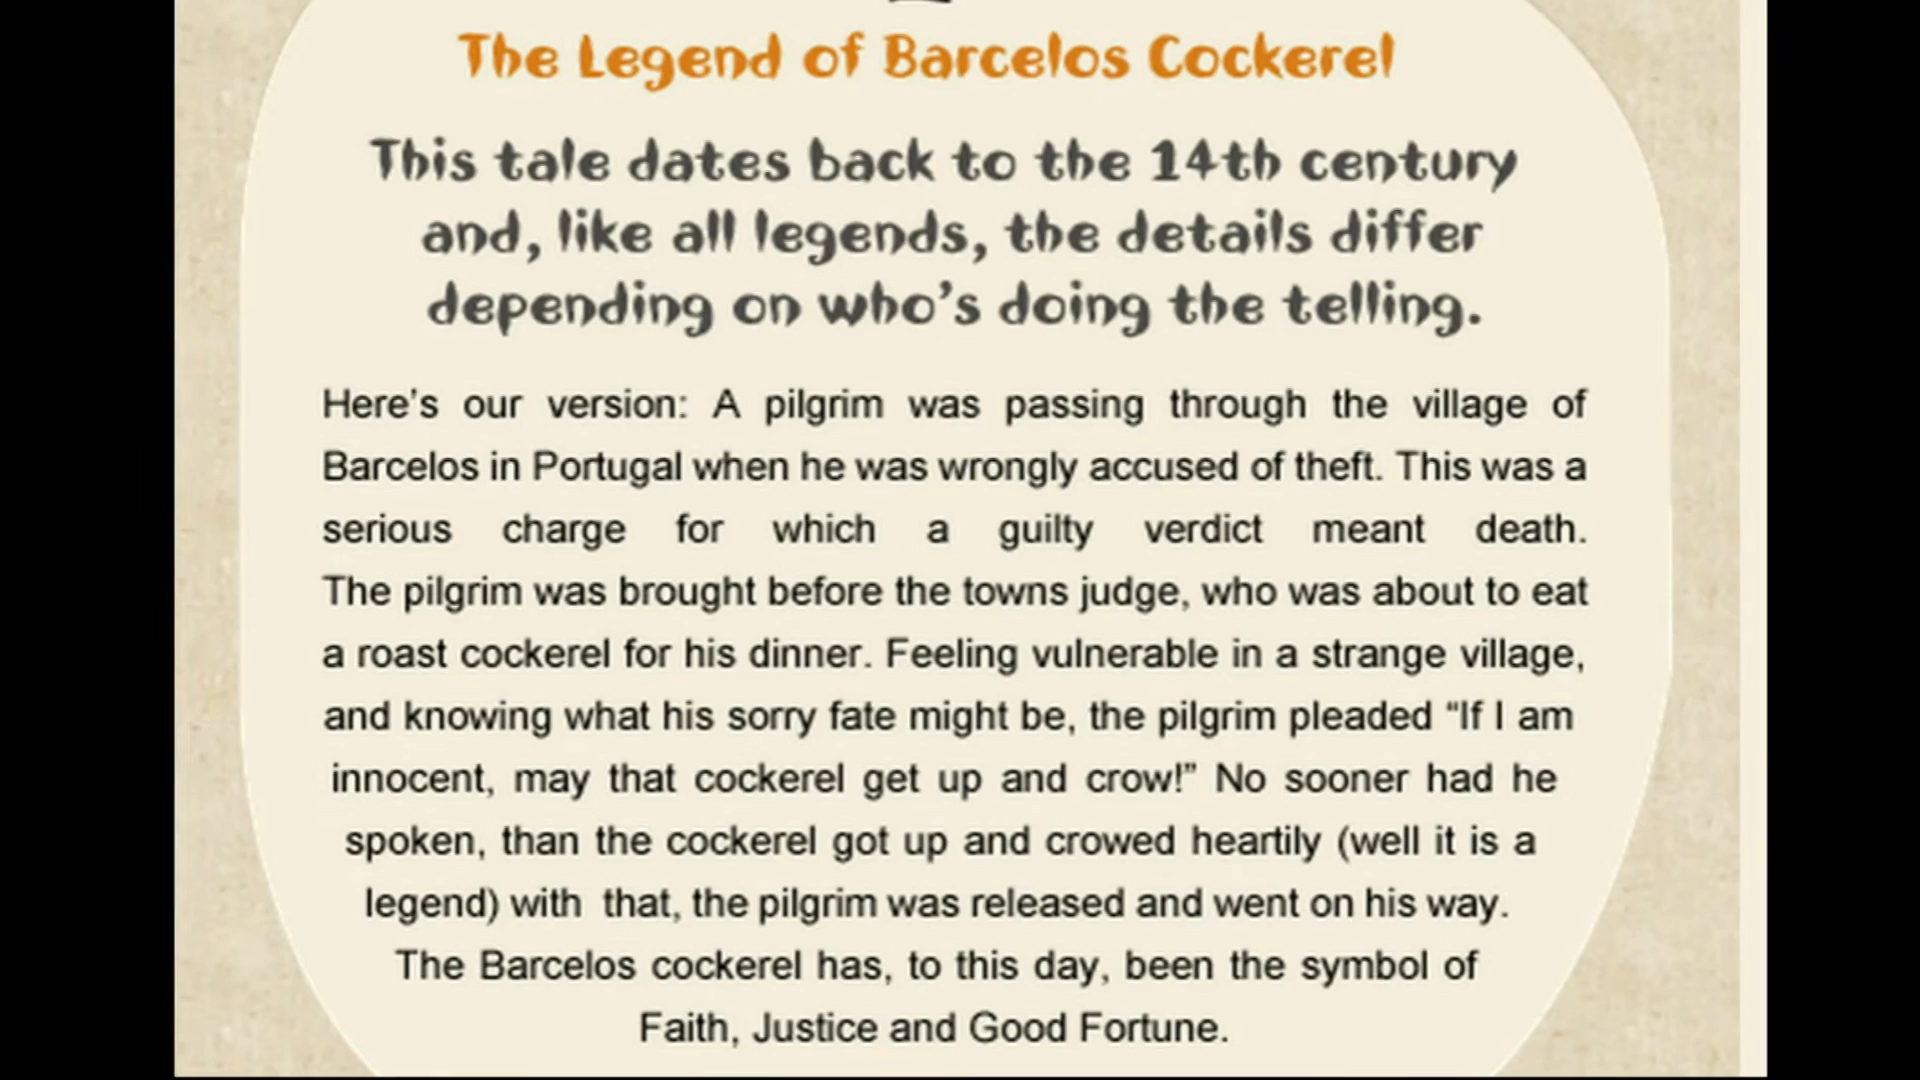 The Legend of Barcelos Cockerel
This tale dates back to the 14th century
and, like all legends, the details differ
depending on who's doing the telling.
Here's our version: A pilgrim was passing through the village of
Barcelos in Portugal when he was wrongly accused of theft. This was a
serious charge for which a guilty verdict meant death.
The pilgrim was brought before the towns judge, who was about to eat
a roast cockerel for his dinner. Feeling vulnerable in a strange village,
and knowing what his sorry fate might be, the pilgrim pleaded “If I am
innocent, may that cockerel get up and crow!” No sooner had he
spoken, than the cockerel got up and crowed heartily (well it is a
legend) with that, the pilgrim was released and went on his way.
The Barcelos cockerel has, to this day, been the symbol of
Faith, Justice and Good Fortune.